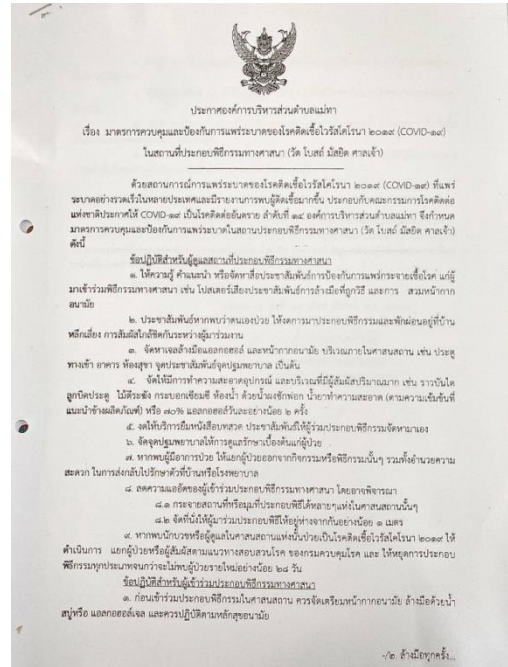 ประกาศองค์การบริหารส่วนตำบลแม่ทา
เรื่อง มาตรการควบคุมและป้องกันการแพร่ระบาดของโรคติดเชื้อไวรัสโคโรนา ๒๐๑๙ (COVID-๑๙)
ในสถานที่ประกอบพิธีกรรมทางศาสนา (วัด โบสถ์ มัสยิด ศาลเจ้า)
ด้วยสถานการณ์การแพร่ระบาดของโรคติดเชื้อไวรัสโคโรนา ๒๐๑๙ (COVID-๑๙) ที่แพร่
ระบาดอย่างรวดเร็วในหลายประเทศและมีรายงานการพบผู้ติดเชื้อมากขึ้น ประกอบกับคณะกรรมการโรคติดต่อ
แห่งชาติประกาศให้ COVID-๑๙ เป็นโรคติดต่ออันตราย ลำดับที่ ๑๔ องค์การบริหารส่วนตำบลแม่ทา จึงกำหนด
มาตรการควบคุมและป้องกันการแพร่ระบาดในสถานประกอบพิธีกรรมทางศาสนา (วัด โบสถ์ มัสยิด ศาลเจ้า)
ดังนี้
ข้อปฏิบัติสำหรับผู้ดูแลสถานที่ประกอบพิธีกรรมทางศาสนา
๑. ให้ความรู้ คำแนะนำ หรือจัดหาสื่อประชาสัมพันธ์การป้องกันการแพร่กระจายเชื้อโรค แก่ผู้
มาเข้าร่วมพิธีกรรมทางศาสนา เช่น โปสเตอร์เสียงประชาสัมพันธ์การล้างมือที่ถูกวิธี และการ สวมหน้ากาก
อนามัย
๒. ประชาสัมพันธ์หากพบว่าตนเองป่วย ให้งดการมาประกอบพิธีกรรมและพักผ่อนอยู่ที่บ้าน
หลีกเลี่ยง การสัมผัสใกล้ชิดกันระหว่างผู้มาร่วมงาน
๓. จัดหาเจลล้างมือแอลกอฮอล์ และหน้ากากอนามัย บริเวณภายในศาสนสถาน เช่น ประตู
ทางเข้า อาคาร ห้องสุขา จุดประชาสัมพันธ์จุดปฐมพยาบาล เป็นต้น
๔. จัดให้มีการทำความสะอาดอุปกรณ์ และบริเวณที่มีผู้สัมผัสปริมาณมาก เช่น ราวบันได
ลูกบิดประตู ไม้ตีระฆัง กระบอกเซียมซี ห้องน้ำ ด้วยน้ำผงซักฟอก น้ำยาทำความสะอาด (ตามความเข้มข้นที่
แนะนำข้างผลิตภัณฑ์) หรือ ๗๐% แอลกอฮอล์วันละอย่างน้อย ๒ ครั้ง
๕. งดให้บริการยืมหนังสือบทสวด ประชาสัมพันธ์ให้ผู้ร่วมประกอบพิธีกรรมจัดหามาเอง
๖. จัดจุดปฐมพยาบาลให้การดูแลรักษาเบื้องต้นแก่ผู้ป่วย
๗. หากพบผู้มีอาการป่วย ให้แยกผู้ป่วยออกจากกิจกรรมหรือพิธีกรรมนั้นๆ รวมทั้งอำนวยความ
สะดวก ในการส่งกลับไปรักษาตัวที่บ้านหรือโรงพยาบาล
๘. ลดความแออัดของผู้เข้าร่วมประกอบพิธีกรรมทางศาสนา โดยอาจพิจารณา
๘.๑ กระจายสถานที่หรือมุมที่ประกอบพิธีได้หลายๆแห่งในศาสนสถานนั้นๆ
๘.๒ จัดที่นั่งให้ผู้มาร่วมประกอบพิธีให้อยู่ห่างจากกันอย่างน้อย ๑ เมตร
๙. หากพบนักบวชหรือผู้ดูแลในศาสนสถานแห่งนั้นป่วยเป็นโรคติดเชื้อไวรัสโคโรนา ๒๐๑๙ ให้
ดำเนินการ แยกผู้ป่วยหรือผู้สัมผัสตามแนวทางสอบสวนโรค ของกรมควบคุมโรค และ ให้หยุดการประกอบ
พิธีกรรมทุกประเภทจนกว่าจะไม่พบผู้ป่วยรายใหม่อย่างน้อย ๒๘ วัน
ข้อปฏิบัติสำหรับผู้เข้าร่วมประกอบพิธีกรรมทางศาสนา
๑. ก่อนเข้าร่วมประกอบพิธีกรรมในศาสนสถาน ควรจัดเตรียมหน้ากากอนามัย ล้างมือด้วยน้ำ
สบู่หรือ แอลกอฮอล์เจล และควรปฏิบัติตามหลักสุขอนามัย
-/๒. ล้างมือทุกครั้ง...